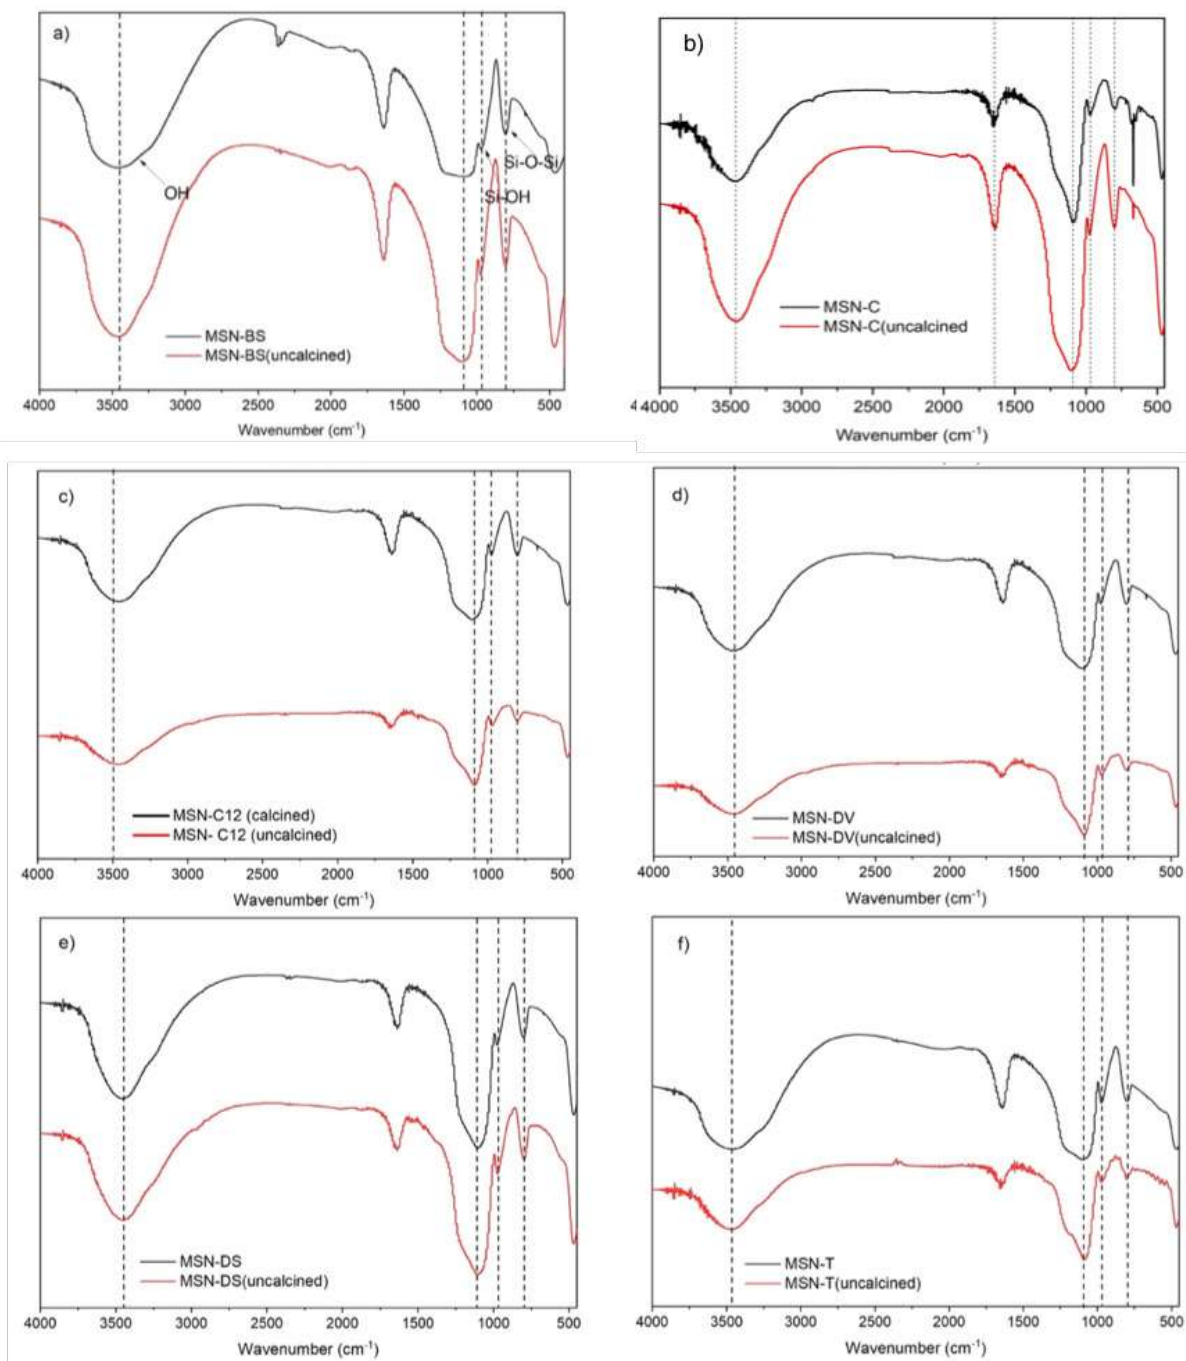 a)
OH
Si-O-Si
Si-OH
MSN-BS
MSN-BS(uncalcined)
4000 3500 3000 2500 2000 1500 1000 500
Wavenumber (cm⁻¹)
b)
MSN-C
MSN-C(uncalcined
4 4000 3500 3000 2500 2000 1500 1000 500
Wavenumber (cm⁻¹)
c)
MSN-C12 (calcined)
MSN- C12 (uncalcined)
4000 3500 3000 2500 2000 1500 1000 500
Wavenumber (cm⁻¹)
d)
MSN-DV
MSN-DV(uncalcined)
4000 3500 3000 2500 2000 1500 1000 500
Wavenumber (cm⁻¹)
e)
MSN-DS
MSN-DS(uncalcined)
4000 3500 3000 2500 2000 1500 1000 500
Wavenumber (cm⁻¹)
f)
MSN-T
MSN-T(uncalcined)
4000 3500 3000 2500 2000 1500 1000 500
Wavenumber (cm⁻¹)